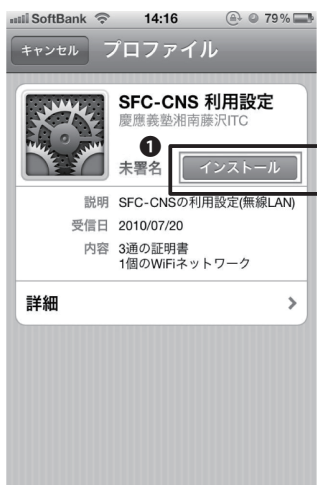 SoftBank 14:16 79%
キャンセル プロファイル
SFC-CNS 利用設定
慶應義塾湘南藤沢ITC
❶
未署名 インストール
説明 SFC-CNSの利用設定(無線LAN)
受信日 2010/07/20
内容 3通の証明書
1個のWiFiネットワーク
詳細